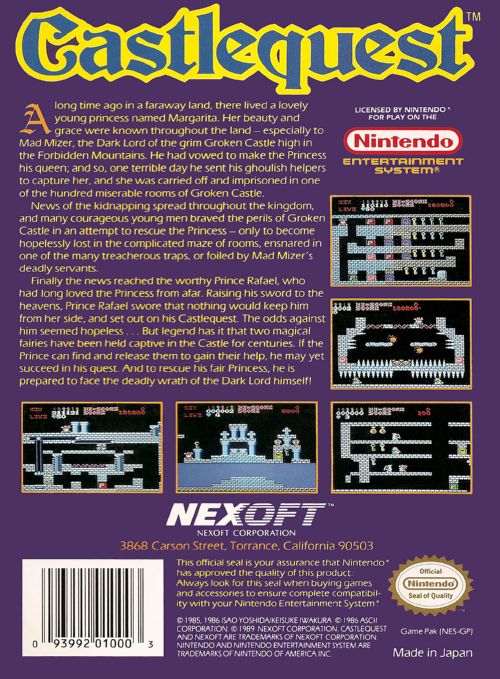 Castlequest™
A long time ago in a faraway land, there lived a lovely
young princess named Margarita. Her beauty and
grace were known throughout the land – especially to
Mad Mizer, the Dark Lord of the grim Groken Castle high in
the Forbidden Mountains. He had vowed to make the Princess
his queen; and so, one terrible day he sent his ghoulish helpers
to capture her, and she was carried off and imprisoned in one
of the hundred miserable rooms of Groken Castle.
News of the kidnapping spread throughout the kingdom,
and many courageous young men braved the perils of Groken
Castle in an attempt to rescue the Princess – only to become
hopelessly lost in the complicated maze of rooms, ensnared in
one of the many treacherous traps, or foiled by Mad Mizer's
deadly servants.
Finally the news reached the worthy Prince Rafael, who
had long loved the Princess from afar. Raising his sword to the
heavens, Prince Rafael swore that nothing would keep him
from her side, and set out on his Castlequest. The odds against
him seemed hopeless . . . But legend has it that two magical
fairies have been held captive in the Castle for centuries. If the
Prince can find and release them to gain their help, he may yet
succeed in his quest. And to rescue his fair Princess, he is
prepared to face the deadly wrath of the Dark Lord himself!
LICENSED BY NINTENDO®
FOR PLAY ON THE
Nintendo
ENTERTAINMENT
SYSTEM®
NEXOFT™
NEXOFT CORPORATION
3868 Carson Street, Torrance, California 90503
This official seal is your assurance that Nintendo®
has approved the quality of this product.
Always look for this seal when buying games
and accessories to ensure complete compatibil-
ity with your Nintendo Entertainment System®
© 1985, 1986 ISAO YOSHIDA/KEISUKE IWAKURA. © 1986 ASCII
CORPORATION. © 1989 NEXOFT CORPORATION. CASTLEQUEST
AND NEXOFT ARE TRADEMARKS OF NEXOFT CORPORATION.
NINTENDO AND NINTENDO ENTERTAINMENT SYSTEM ARE
TRADEMARKS OF NINTENDO OF AMERICA INC.
0 93992 01000 3
Official
Nintendo
Seal of Quality
Game Pak (NES-GP)
Made in Japan